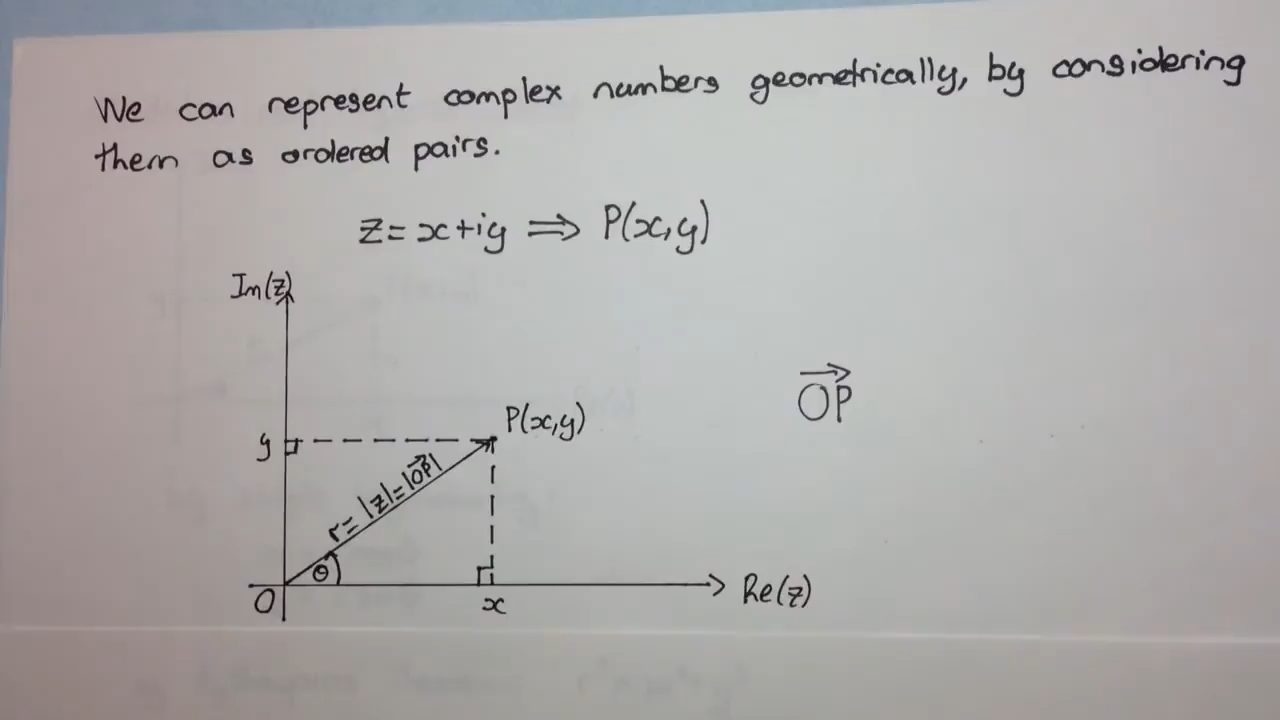 We can represent complex numbers geometrically, by considering
them as ordered pairs.
z = x+iy ⟹ P(x,y)
Im(z)
P(x,y)
y
r = |z| = |OP→|
θ
O
x
Re(z)
OP→